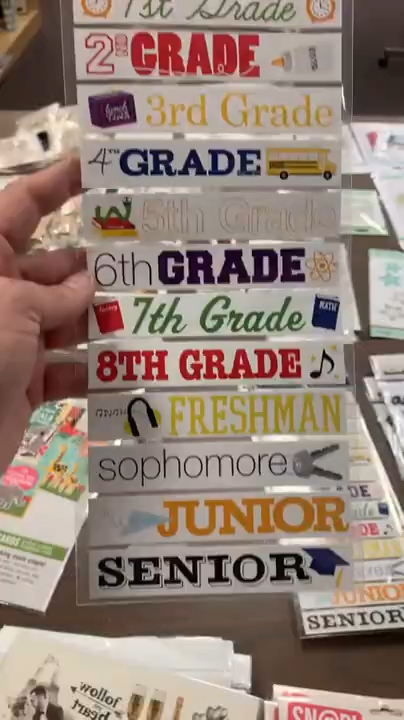 1st Grade
2ND GRADE
lunch
3rd Grade
4TH GRADE
5th Grade
6th GRADE
7th Grade MATH
8TH GRADE
FRESHMAN
sophomore
JUNIOR
SENIOR
JUNIOR
SENIOR
follow
heart